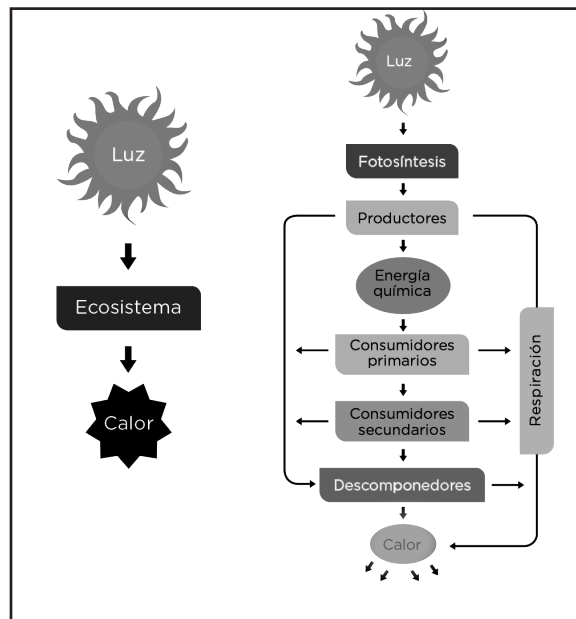 Luz
Ecosistema
Calor
Luz
Fotosíntesis
Productores
Energía
química
Consumidores
primarios
Consumidores
secundarios
Descomponedores
Calor
Respiración